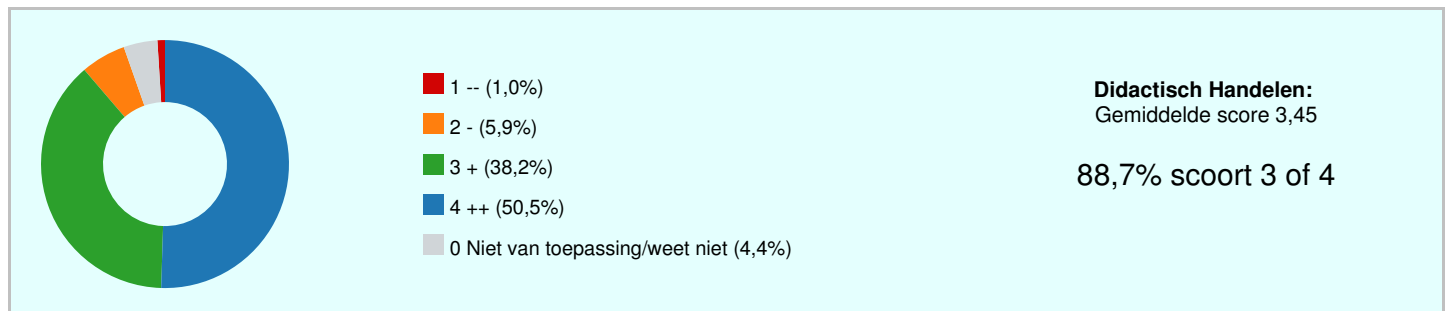 1 -- (1,0%)
2 - (5,9%)
3 + (38,2%)
4 ++ (50,5%)
0 Niet van toepassing/weet niet (4,4%)
Didactisch Handelen:
Gemiddelde score 3,45
88,7% scoort 3 of 4